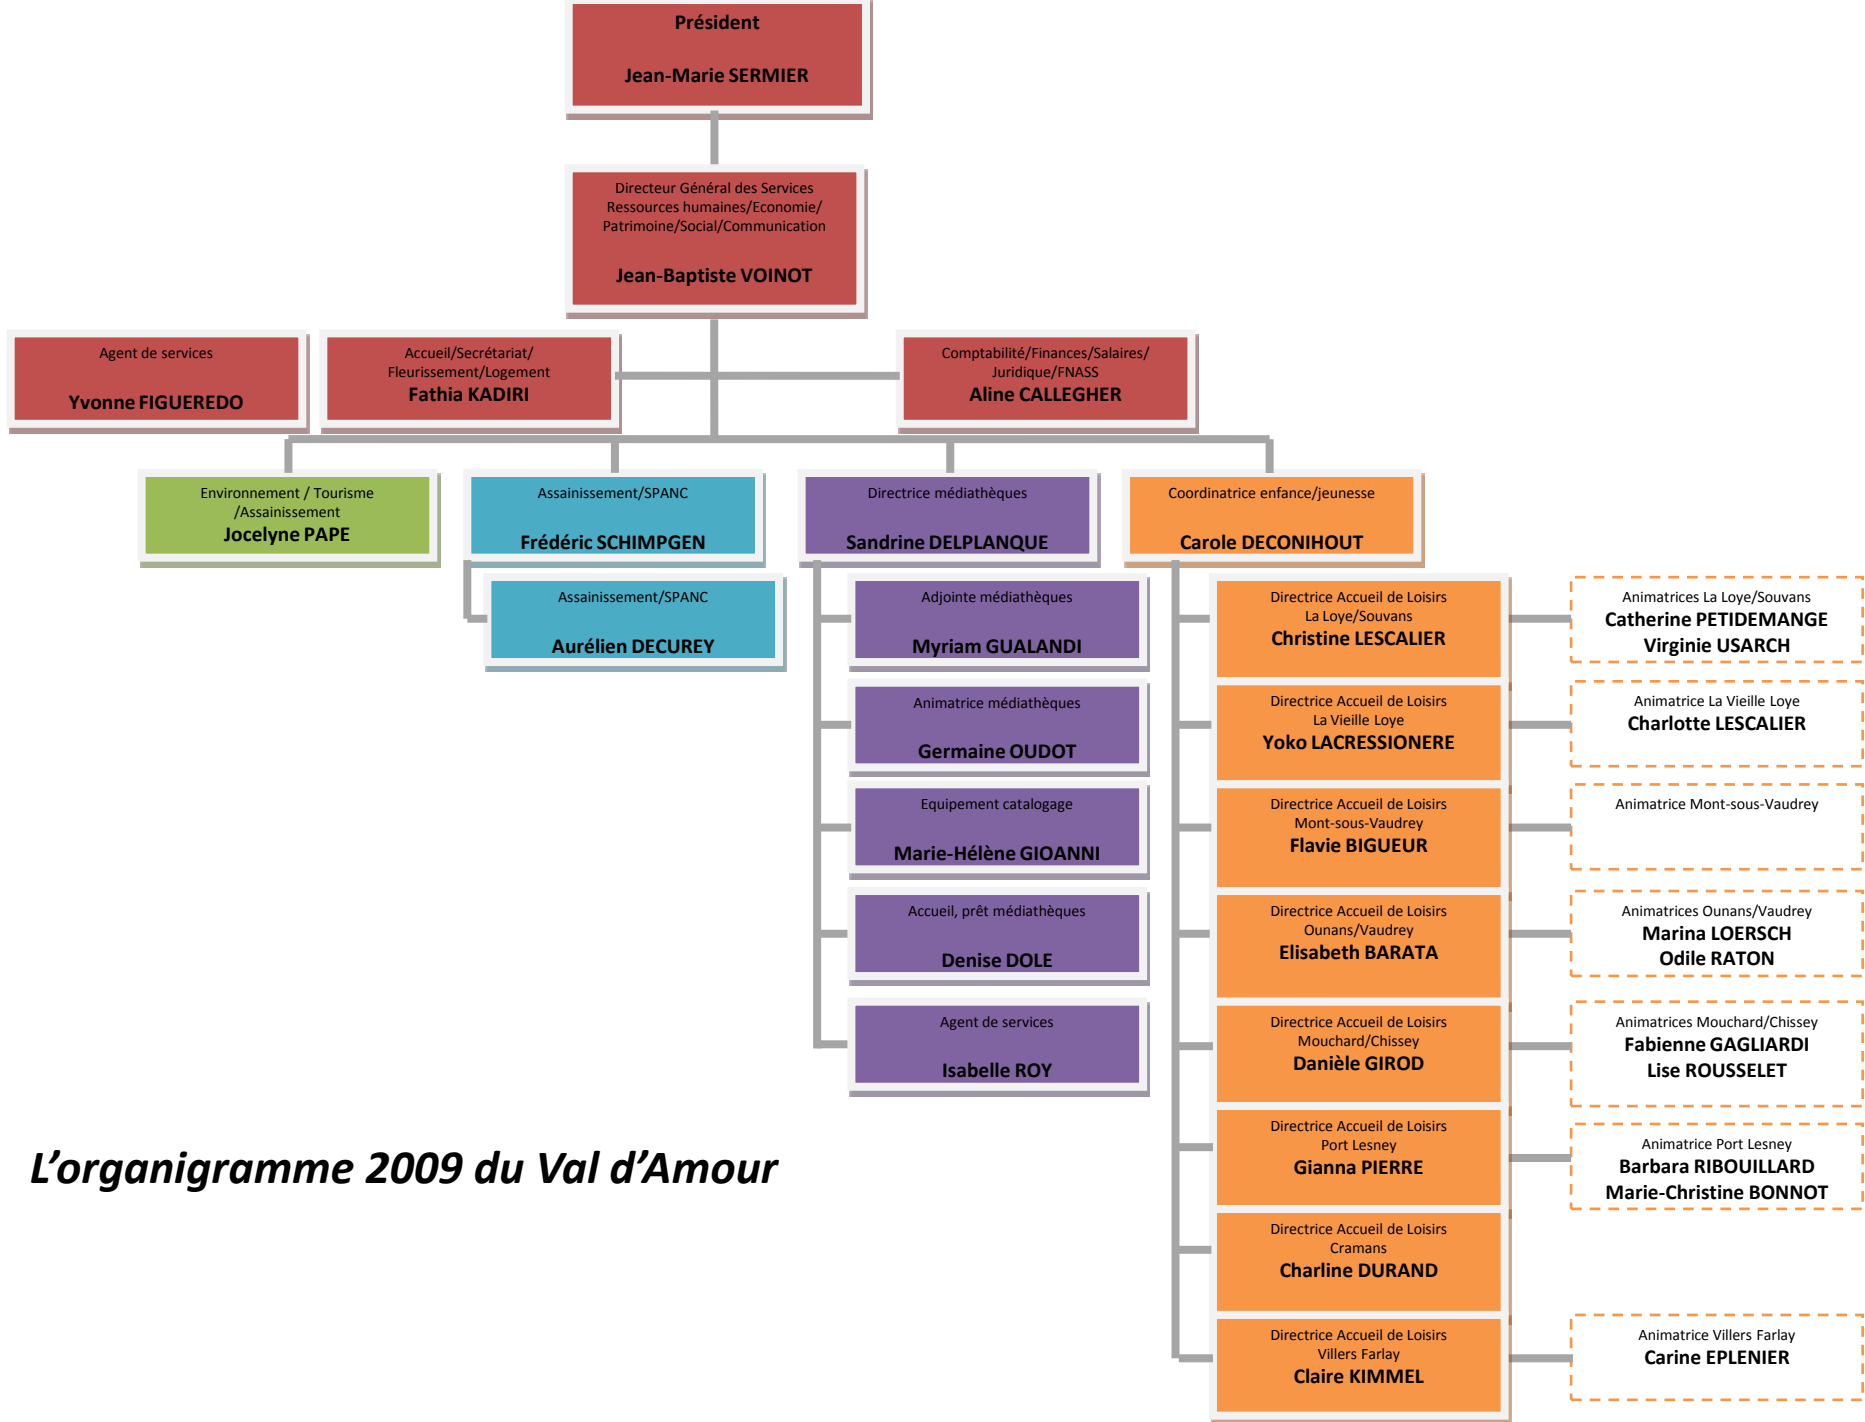 Président
Jean-Marie SERMIER
Directeur Général des Services
Ressources humaines/Economie/
Patrimoine/Social/Communication
Jean-Baptiste VOINOT
Agent de services
Yvonne FIGUEREDO
Accueil/Secrétariat/
Fleurissement/Logement
Fathia KADIRI
Comptabilité/Finances/Salaires/
Juridique/FNASS
Aline CALLEGHER
Environnement / Tourisme
/Assainissement
Jocelyne PAPE
Assainissement/SPANC
Frédéric SCHIMPGEN
Assainissement/SPANC
Aurélien DECUREY
Directrice médiathèques
Sandrine DELPLANQUE
Adjointe médiathèques
Myriam GUALANDI
Animatrice médiathèques
Germaine OUDOT
Equipement catalogage
Marie-Hélène GIOANNI
Accueil, prêt médiathèques
Denise DOLE
Agent de services
Isabelle ROY
Coordinatrice enfance/jeunesse
Carole DECONIHOUT
Directrice Accueil de Loisirs
La Loye/Souvans
Christine LESCALIER
Animatrices La Loye/Souvans
Catherine PETIDEMANGE
Virginie USARCH
Directrice Accueil de Loisirs
La Vieille Loye
Yoko LACRESSIONERE
Animatrice La Vieille Loye
Charlotte LESCALIER
Directrice Accueil de Loisirs
Mont-sous-Vaudrey
Flavie BIGUEUR
Animatrice Mont-sous-Vaudrey
Directrice Accueil de Loisirs
Ounans/Vaudrey
Elisabeth BARATA
Animatrices Ounans/Vaudrey
Marina LOERSCH
Odile RATON
Directrice Accueil de Loisirs
Mouchard/Chissey
Danièle GIROD
Animatrices Mouchard/Chissey
Fabienne GAGLIARDI
Lise ROUSSELET
Directrice Accueil de Loisirs
Port Lesney
Gianna PIERRE
Animatrice Port Lesney
Barbara RIBOUILLARD
Marie-Christine BONNOT
Directrice Accueil de Loisirs
Cramans
Charline DURAND
Directrice Accueil de Loisirs
Villers Farlay
Claire KIMMEL
Animatrice Villers Farlay
Carine EPLENIER
L'organigramme 2009 du Val d'Amour